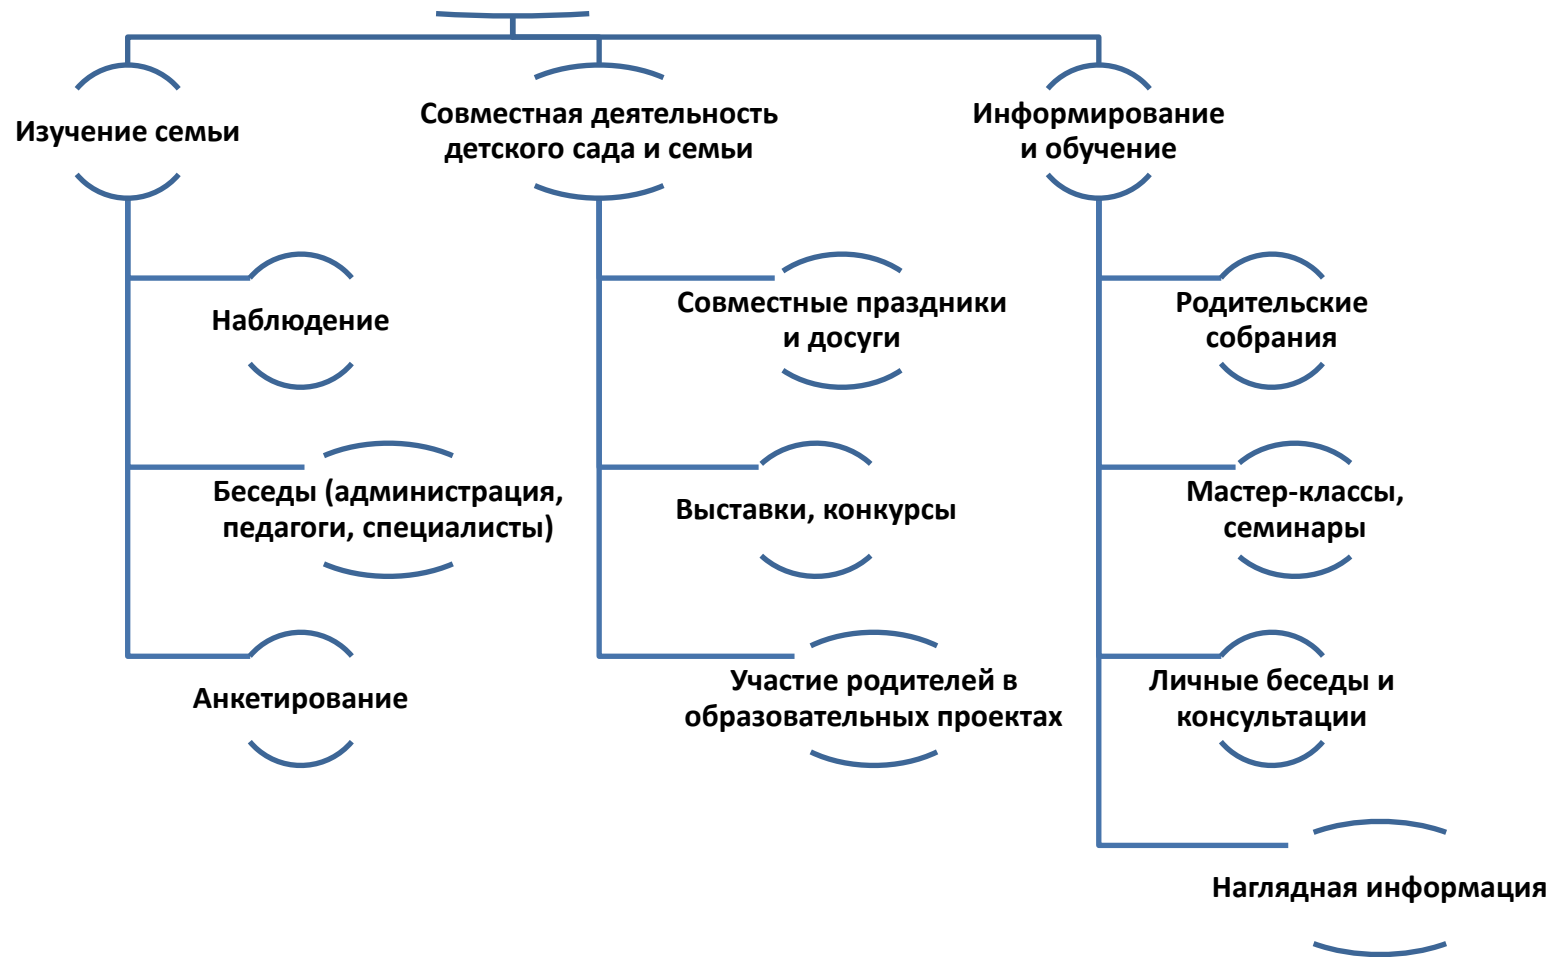 Изучение семьи
Наблюдение
Беседы (администрация,
педагоги, специалисты)
Анкетирование
Совместная деятельность
детского сада и семьи
Совместные праздники
и досуги
Выставки, конкурсы
Участие родителей в
образовательных проектах
Информирование
и обучение
Родительские
собрания
Мастер-классы,
семинары
Личные беседы и
консультации
Наглядная информация